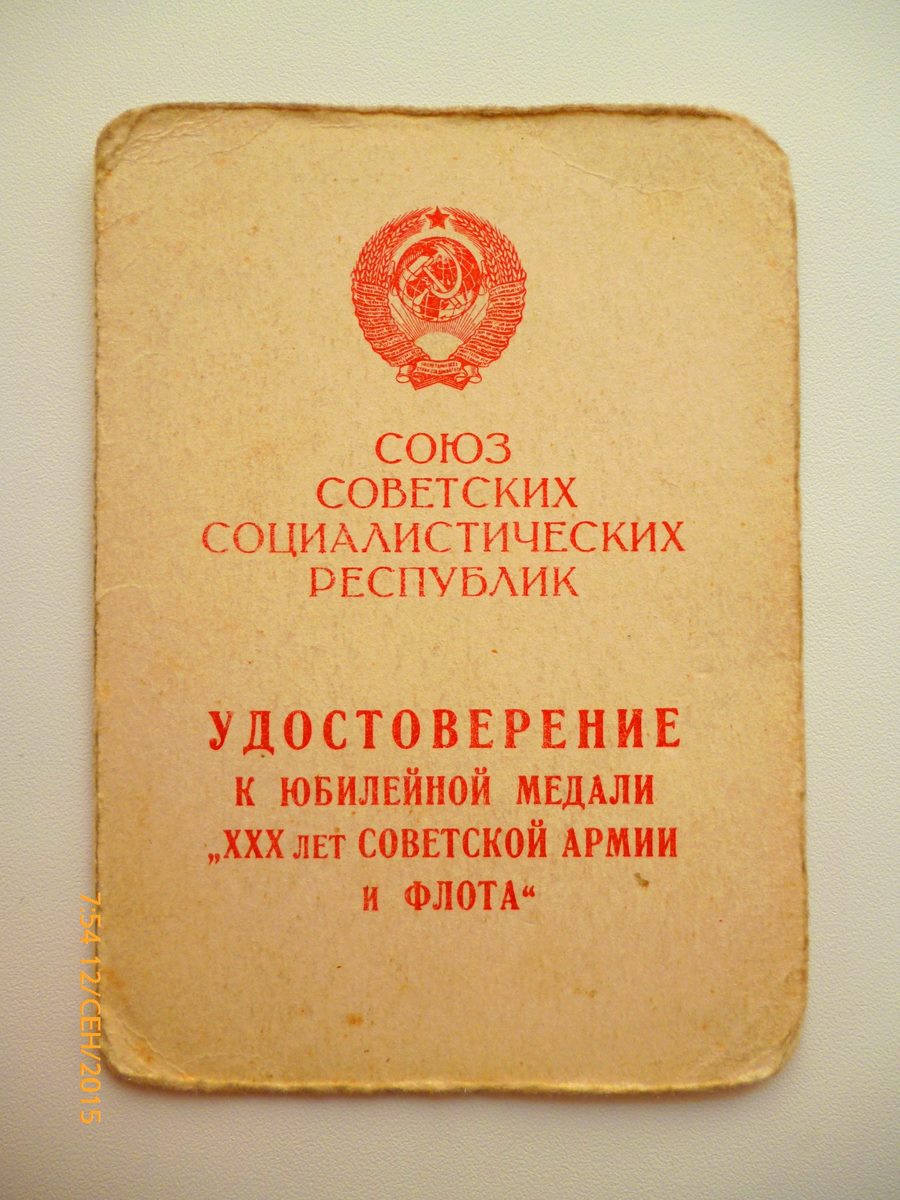 СОЮЗ
СОВЕТСКИХ
СОЦИАЛИСТИЧЕСКИХ
РЕСПУБЛИК
УДОСТОВЕРЕНИЕ
К ЮБИЛЕЙНОЙ МЕДАЛИ
„XXX ЛЕТ СОВЕТСКОЙ АРМИИ
И ФЛОТА“
7:54 12/СЕН/2015